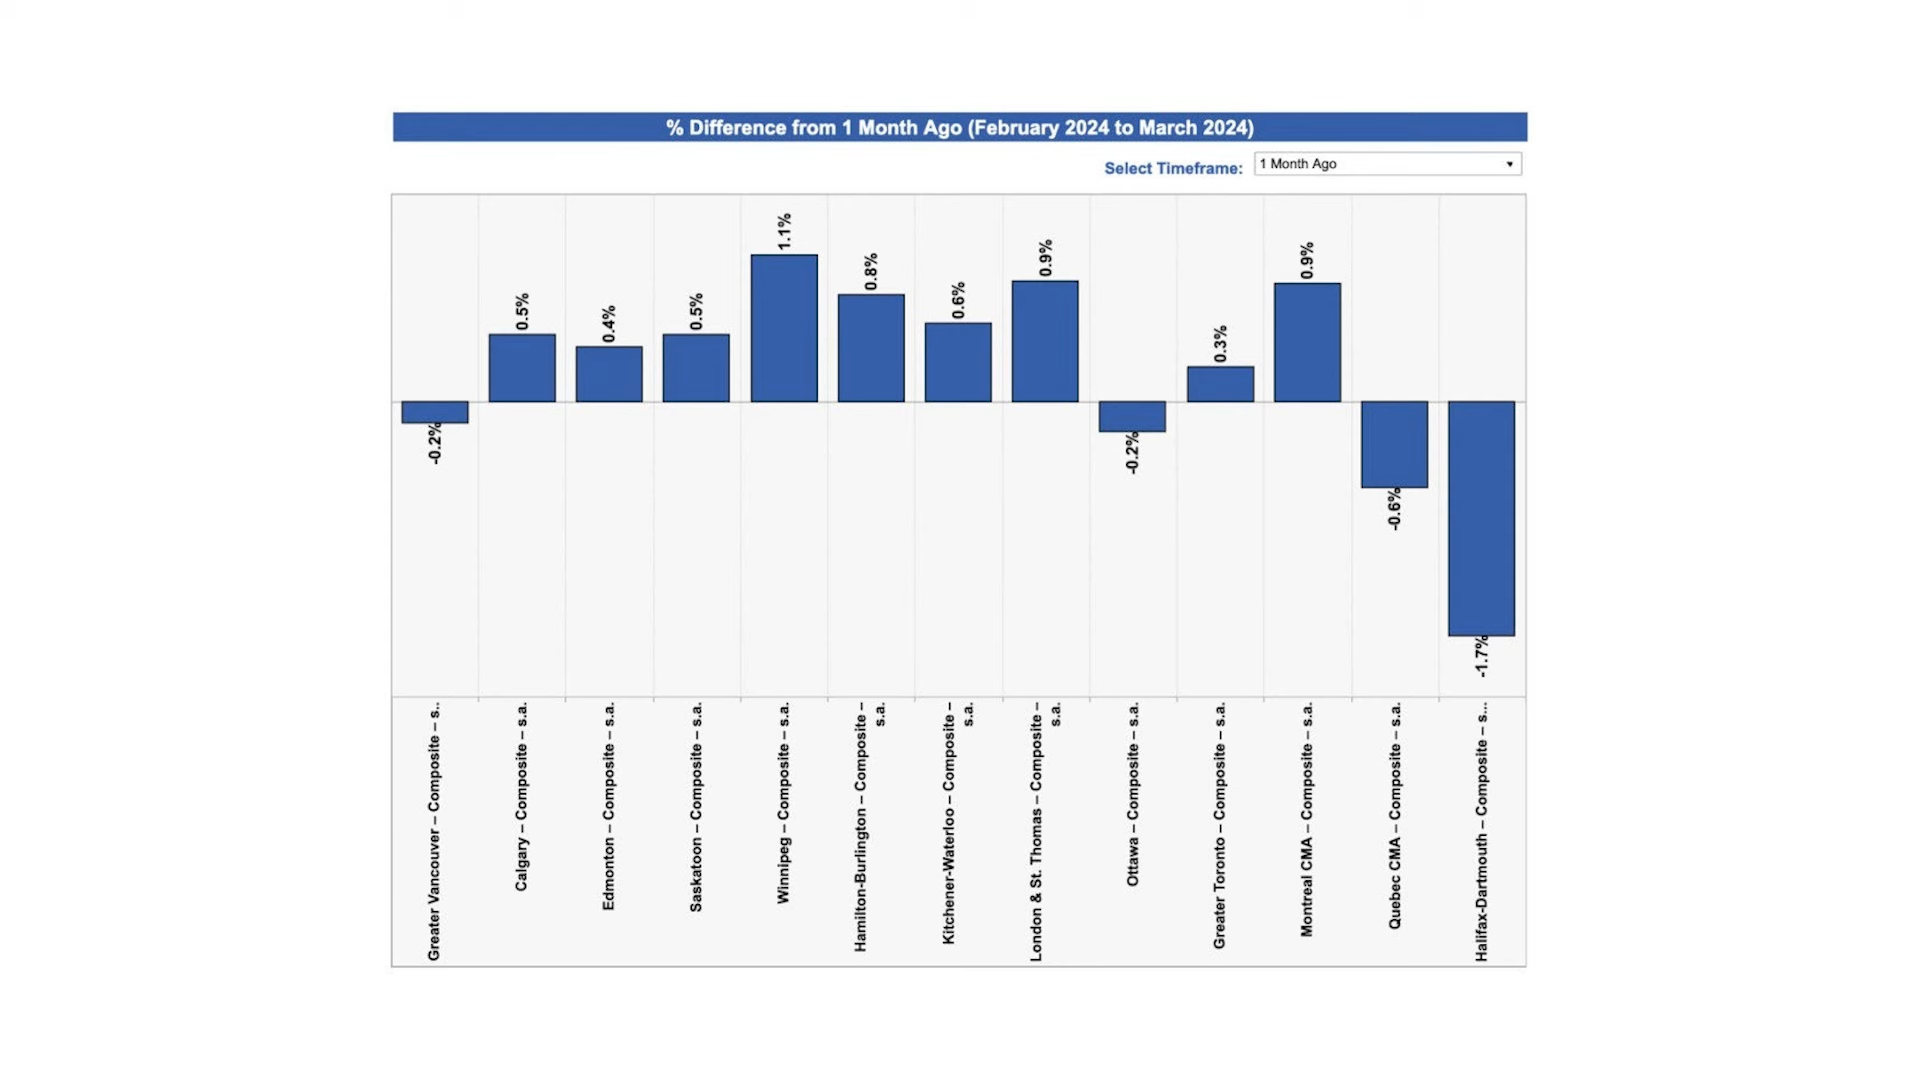 % Difference from 1 Month Ago (February 2024 to March 2024)
Select Timeframe:
1 Month Ago
-0.2%
0.5%
0.4%
0.5%
1.1%
0.8%
0.6%
0.9%
-0.2%
0.3%
0.9%
-0.6%
-1.7%
Greater Vancouver – Composite – s..
Calgary – Composite – s.a.
Edmonton – Composite – s.a.
Saskatoon – Composite – s.a.
Winnipeg – Composite – s.a.
Hamilton-Burlington – Composite –
s.a.
Kitchener-Waterloo – Composite –
s.a.
London & St. Thomas – Composite –
s.a.
Ottawa – Composite – s.a.
Greater Toronto – Composite – s.a.
Montreal CMA – Composite – s.a.
Quebec CMA – Composite – s.a.
Halifax-Dartmouth – Composite – s...